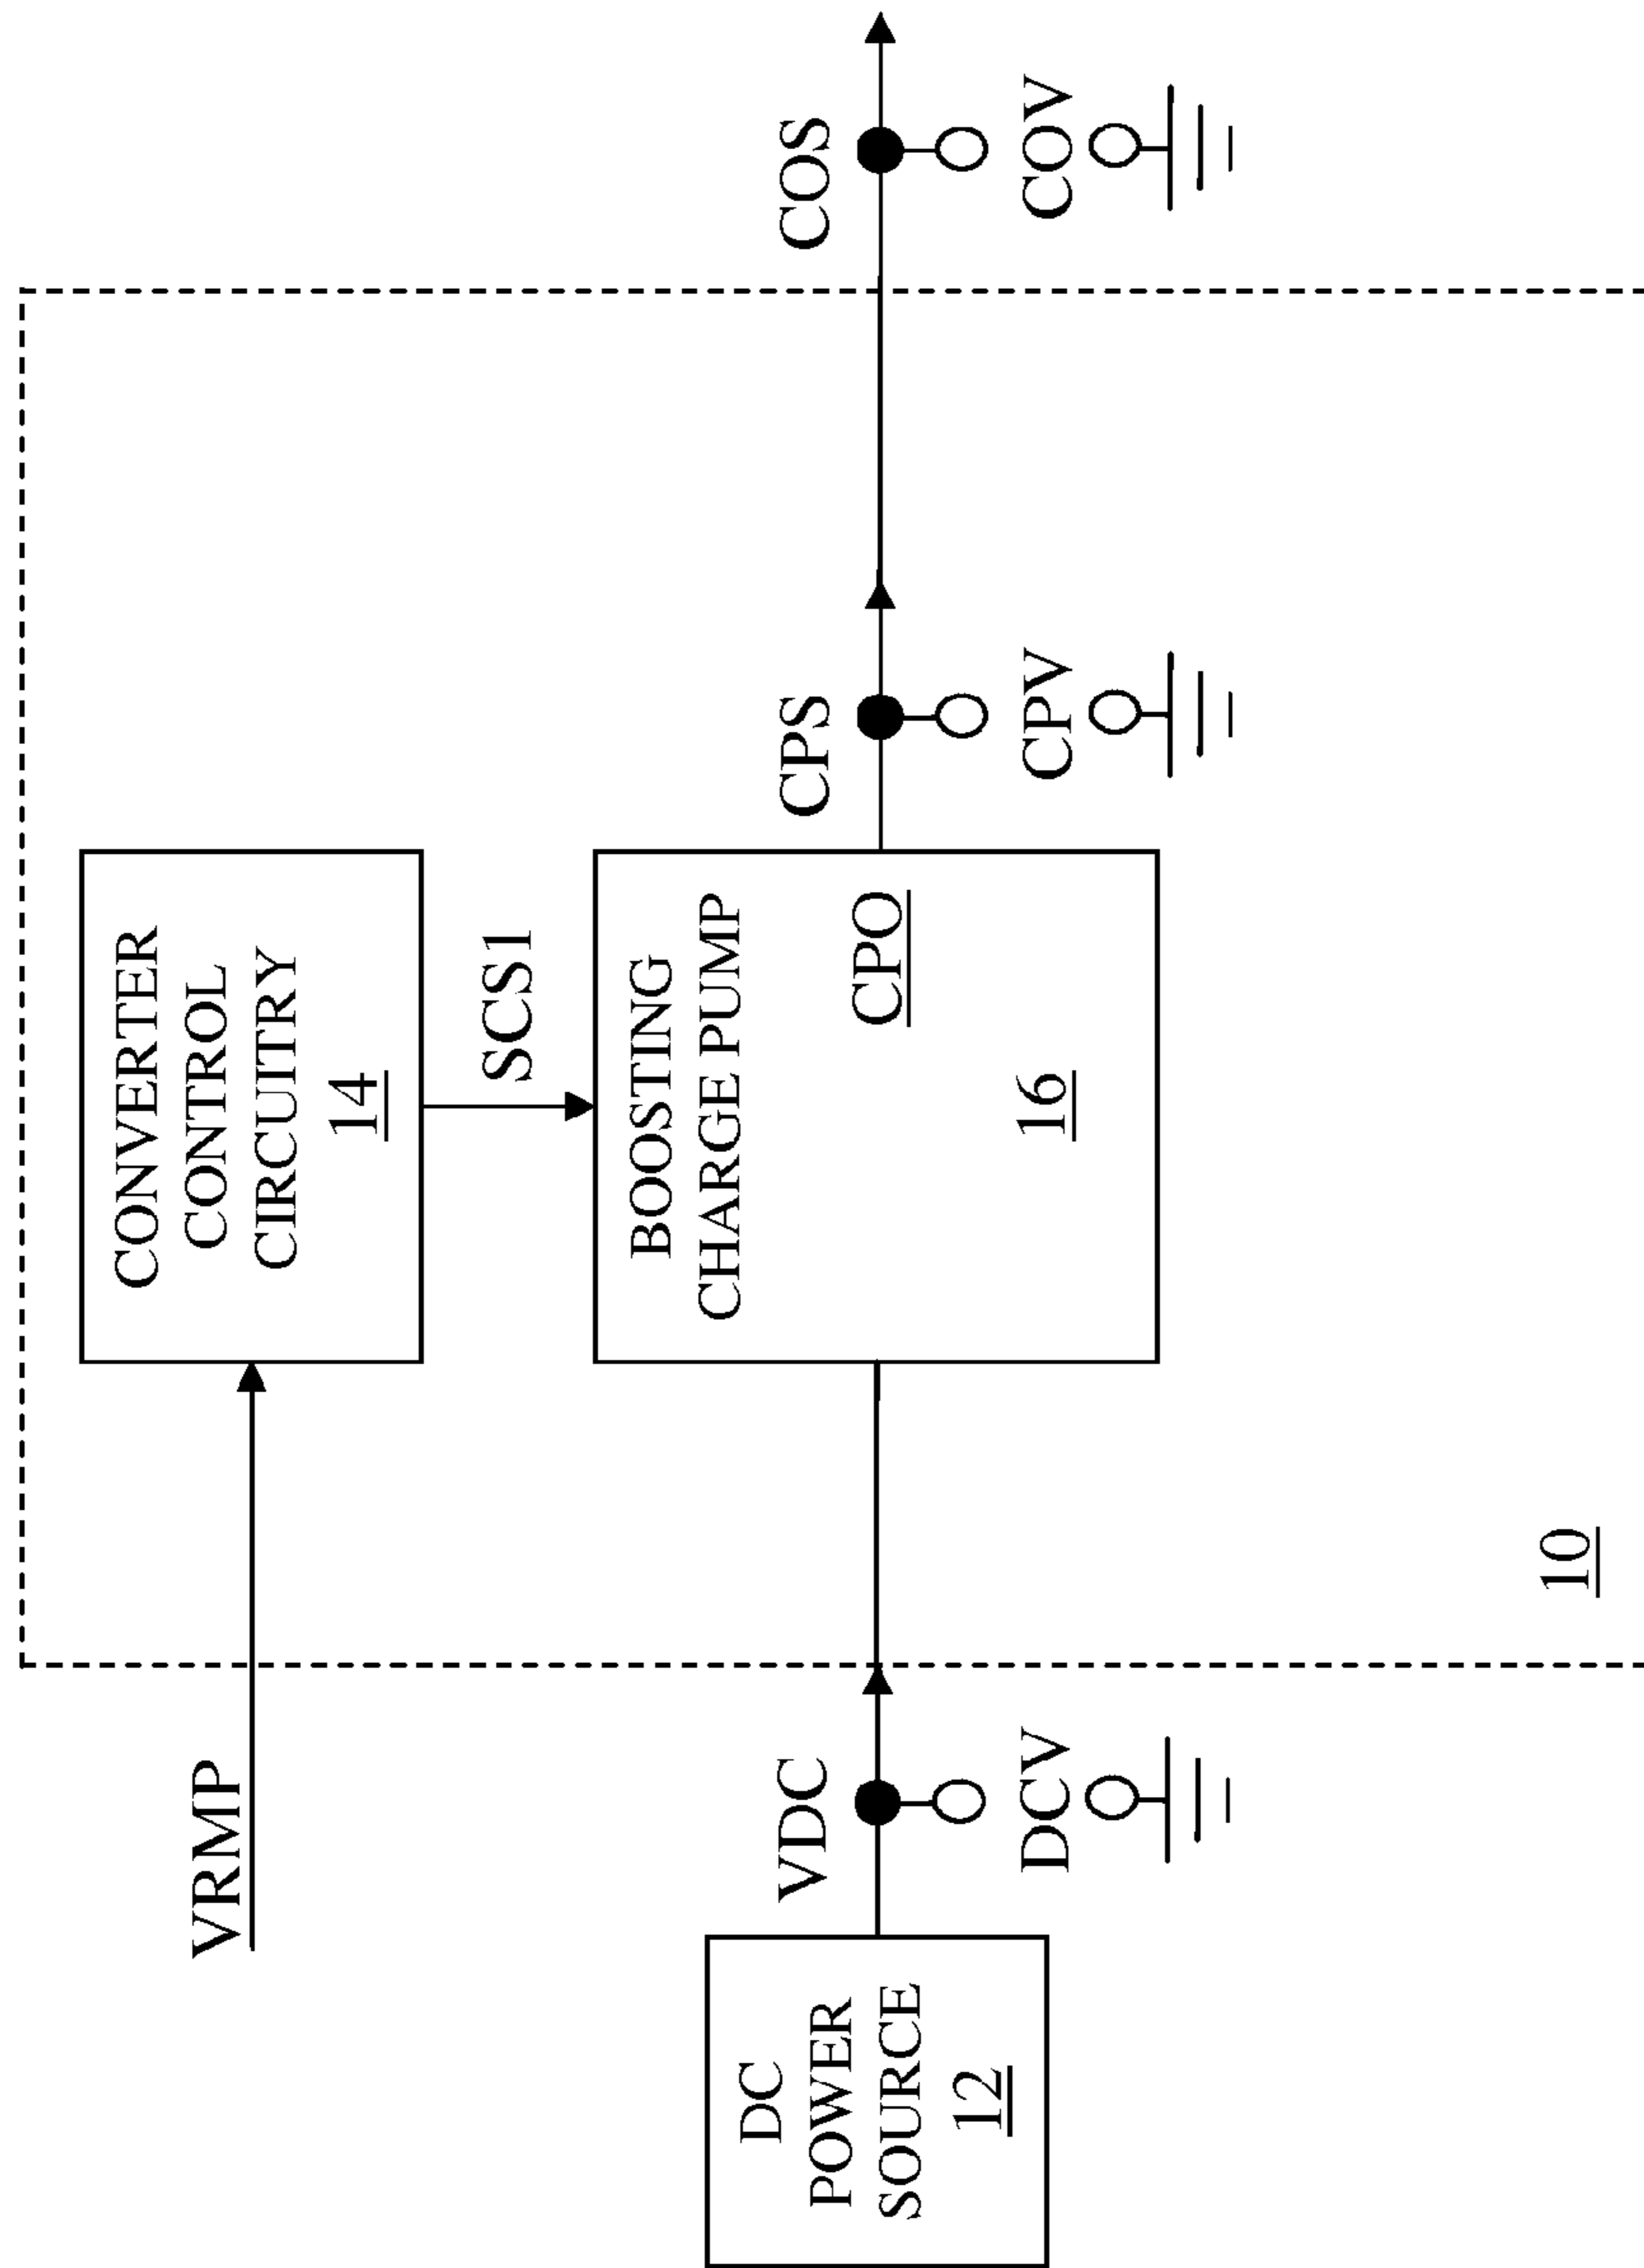 VRMP
CONVERTER
CONTROL
CIRCUITRY
14
SCS1
DC
POWER
SOURCE
12
VDC
DCV
BOOSTING
CHARGE PUMP
CPO
16
CPS
CPV
COS
COV
10